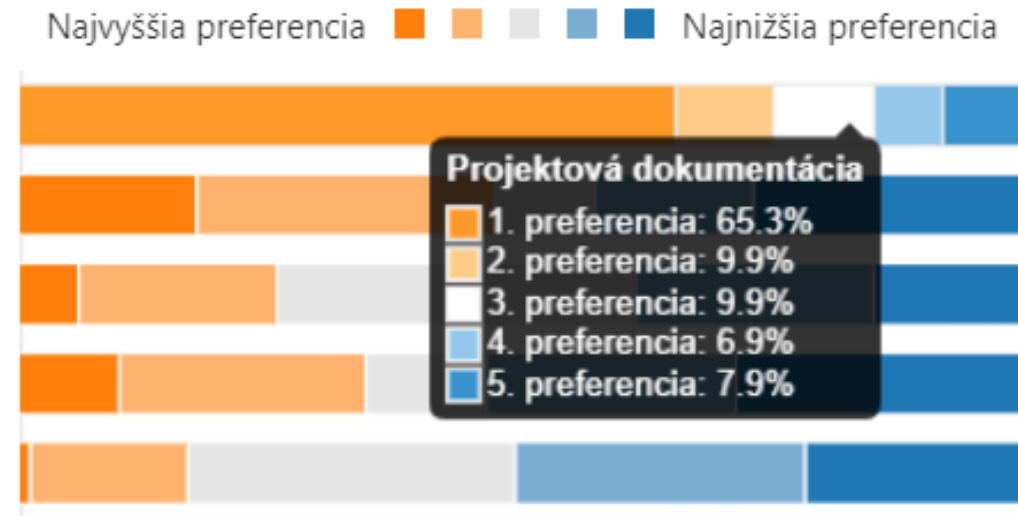 Najvyššia preferencia Najnižšia preferencia
Projektová dokumentácia
1. preferencia: 65.3%
2. preferencia: 9.9%
3. preferencia: 9.9%
4. preferencia: 6.9%
5. preferencia: 7.9%